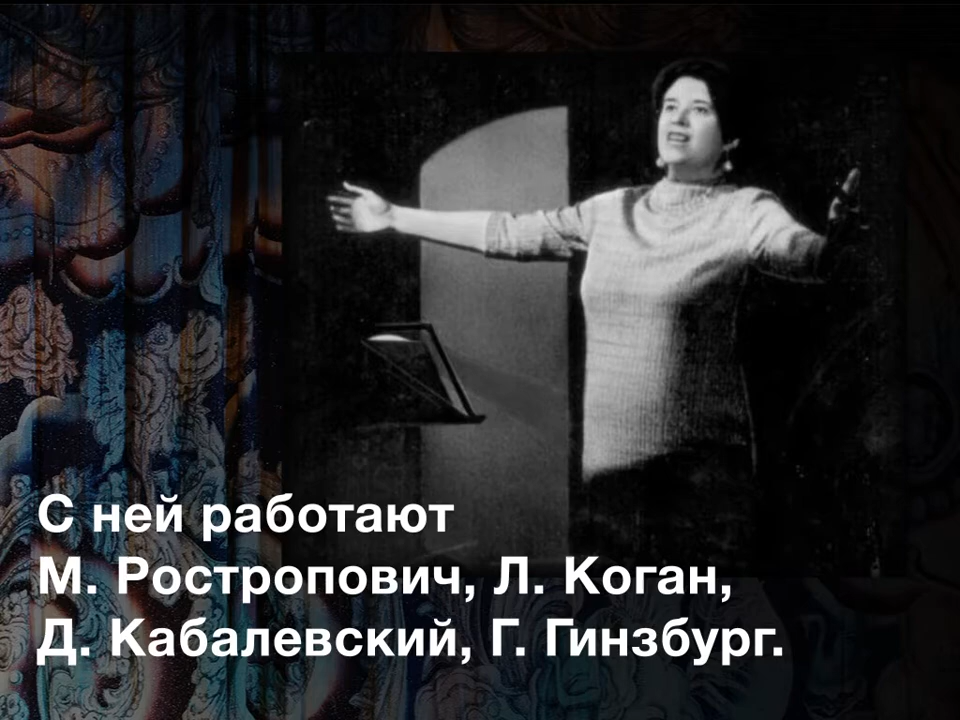 С ней работают
М. Ростропович, Л. Коган,
Д. Кабалевский, Г. Гинзбург.